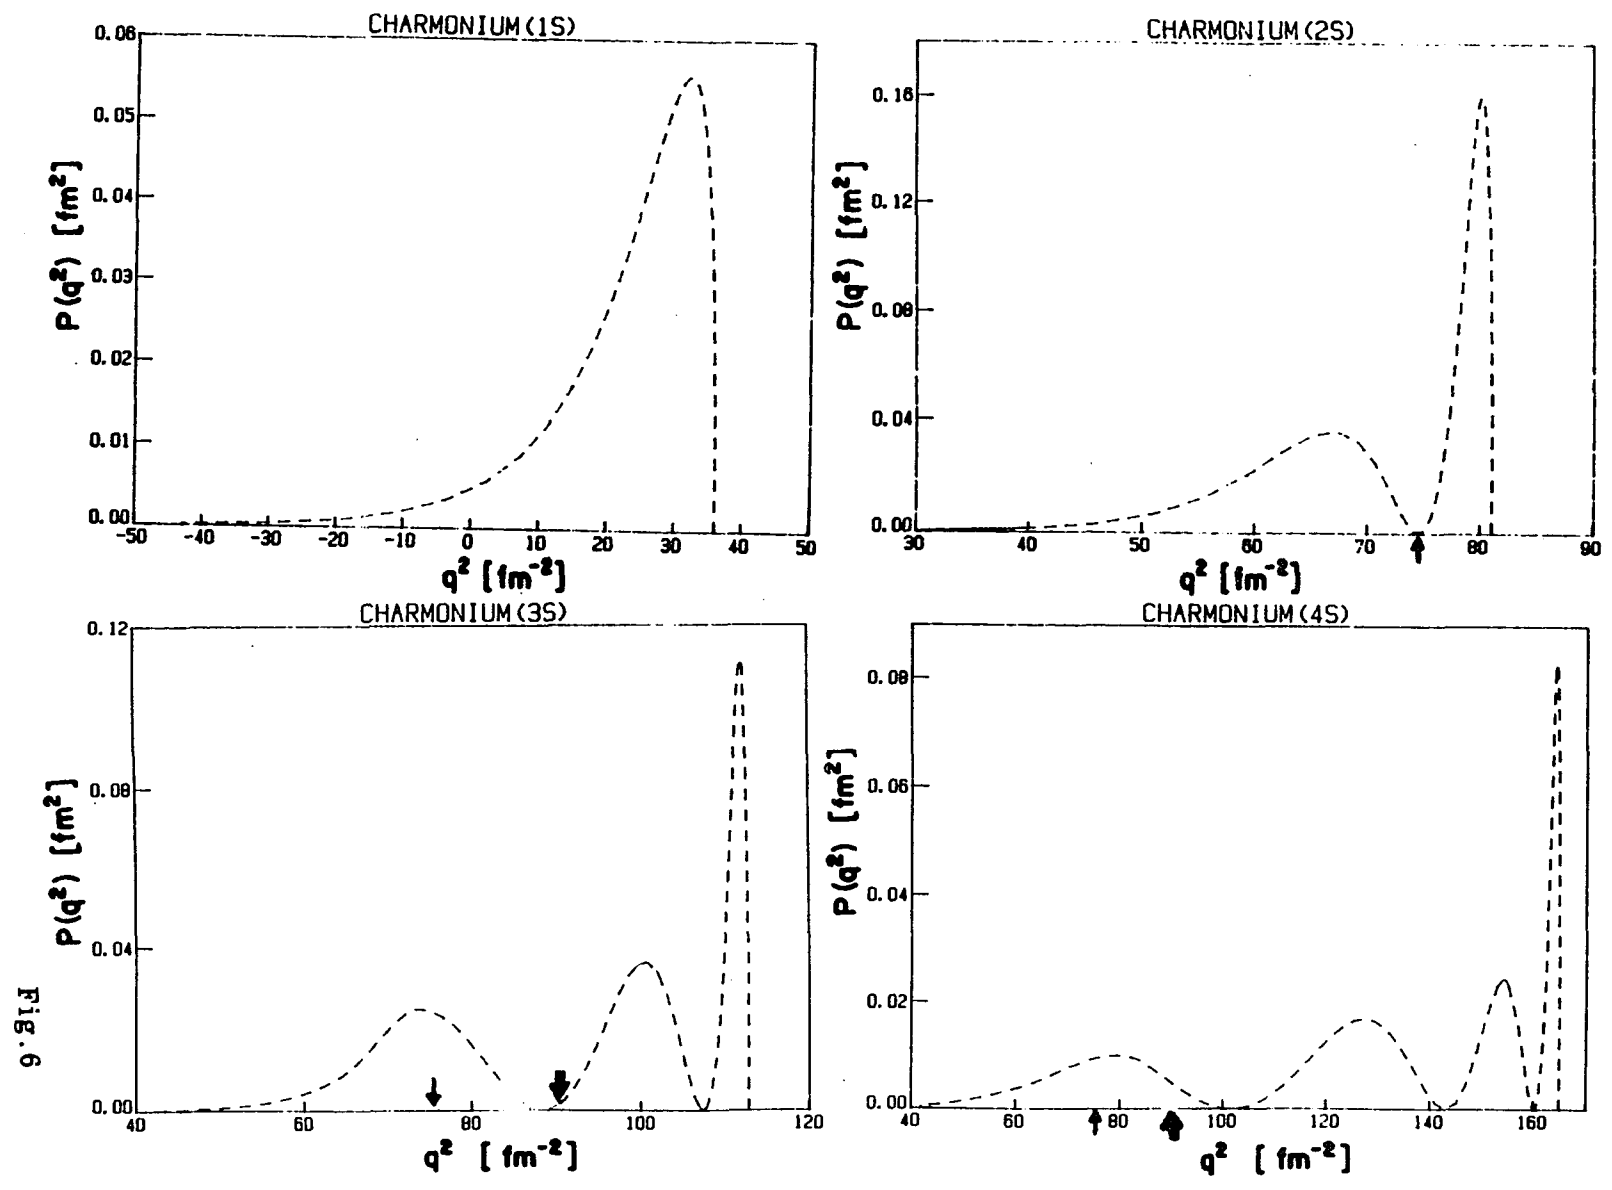 CHARMONIUM(1S)
0.06
0.05
0.04
0.03
0.02
0.01
0.00
P(q²) [fm²]
-50 -40 -30 -20 -10 0 10 20 30 40 50
q² [fm⁻²]
CHARMONIUM(2S)
0.16
0.12
0.08
0.04
0.00
P(q²) [fm²]
30 40 50 60 70 80 90
q² [fm⁻²]
CHARMONIUM(3S)
0.12
0.08
0.04
0.00
P(q²) [fm²]
40 60 80 100 120
q² [fm⁻²]
CHARMONIUM(4S)
0.08
0.06
0.04
0.02
0.00
P(q²) [fm²]
40 60 80 100 120 140 160
q² [fm⁻²]
Fig.6